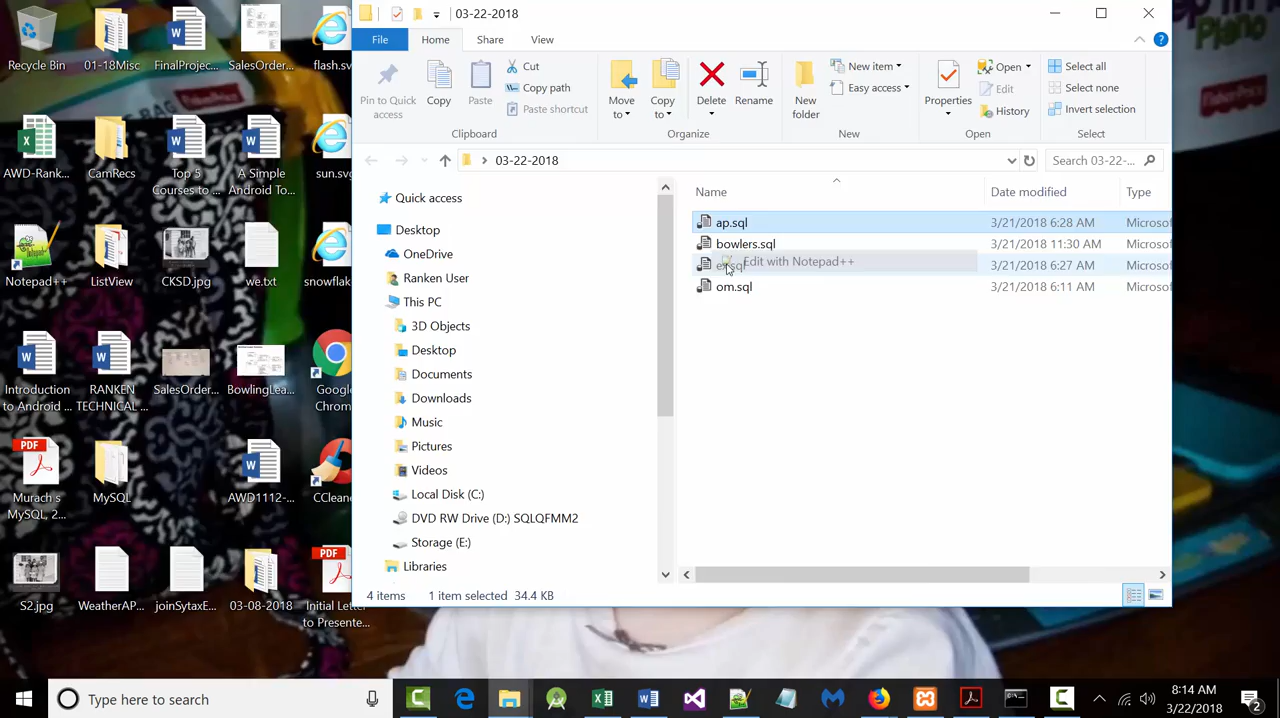 Recycle Bin
01-18Misc
FinalProjec...
SalesOrder...
flash.sv
AWD-Rank...
CamRecs
Top 5
Courses to ...
A Simple
Android To...
sun.svg
Notepad++
ListView
CKSD.jpg
we.txt
snowflak
Introduction
to Android ...
RANKEN
TECHNICAL ...
SalesOrder...
BowlingLea...
Google
Chrom
PDF
Murach s
MySQL, 2...
MySQL
AWD1112-...
CClean
S2.jpg
WeatherAP...
joinSytaxE...
03-08-2018
PDF
Initial Letter
to Presente...
03-22-201
File
Home
Share
Pin to Quick
access
Copy
Paste
Cut
Copy path
Paste shortcut
Clipboard
Move
Copy
to
Delete
Rename
New
folder
New item
Easy access
New
Properties
Open
Edit
History
Select all
Select none
Invert selection
Select
03-22-2018
Search 03-22-...
Quick access
Desktop
OneDrive
Ranken User
This PC
3D Objects
Desktop
Documents
Downloads
Music
Pictures
Videos
Local Disk (C:)
DVD RW Drive (D:) SQLQFMM2
Storage (E:)
Libraries
Name
Date modified
Type
ap.sql
3/21/2018 6:28 AM
Microsof
bowlers.sql
3/21/2018 11:30 AM
Microsof
Edit with Notepad++
3/21/2018 6:27 AM
Microsof
om.sql
3/21/2018 6:11 AM
Microsof
4 items
1 item selected
34.4 KB
Type here to search
8:14 AM
3/22/2018
2